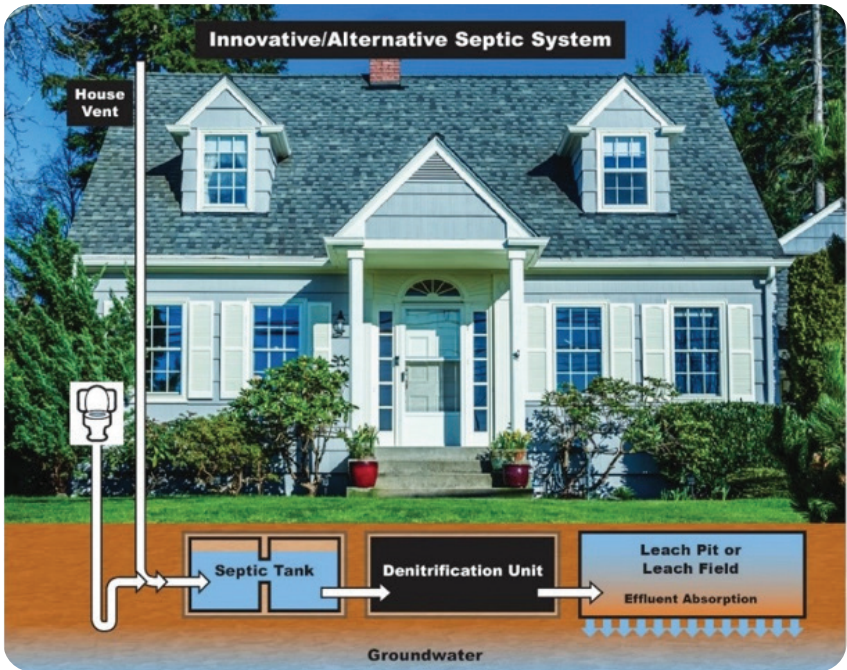 Innovative/Alternative Septic System
House
Vent
Septic Tank
Denitrification Unit
Leach Pit or
Leach Field
Effluent Absorption
Groundwater